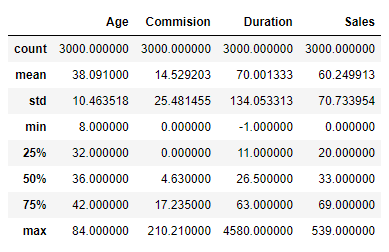 Age Commision Duration Sales
count 3000.000000 3000.000000 3000.000000 3000.000000
mean 38.091000 14.529203 70.001333 60.249913
std 10.463518 25.481455 134.053313 70.733954
min 8.000000 0.000000 -1.000000 0.000000
25% 32.000000 0.000000 11.000000 20.000000
50% 36.000000 4.630000 26.500000 33.000000
75% 42.000000 17.235000 63.000000 69.000000
max 84.000000 210.210000 4580.000000 539.000000